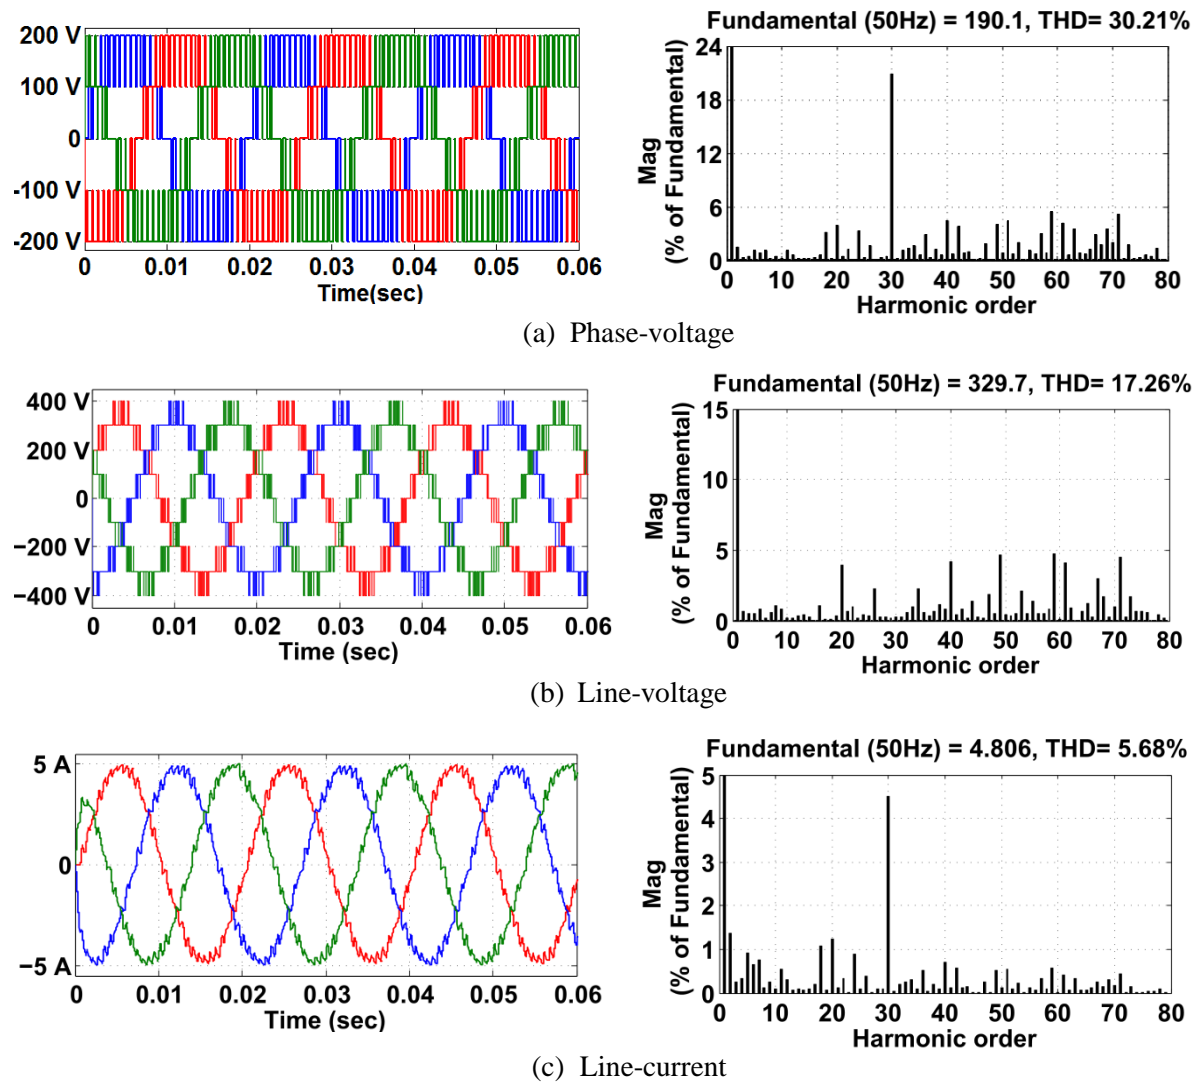 200 V
100 V
0
-100 V
-200 V
0 0.01 0.02 0.03 0.04 0.05 0.06
Time(sec)
Fundamental (50Hz) = 190.1, THD= 30.21%
Mag
(% of Fundamental)
24
18
12
6
0
0 10 20 30 40 50 60 70 80
Harmonic order
(a) Phase-voltage
400 V
200 V
0
−200 V
−400 V
0 0.01 0.02 0.03 0.04 0.05 0.06
Time (sec)
Fundamental (50Hz) = 329.7, THD= 17.26%
Mag
(% of Fundamental)
15
10
5
0
0 10 20 30 40 50 60 70 80
Harmonic order
(b) Line-voltage
5 A
0
−5 A
0 0.01 0.02 0.03 0.04 0.05 0.06
Time (sec)
Fundamental (50Hz) = 4.806, THD= 5.68%
Mag
(% of Fundamental)
5
4
3
2
1
0
0 10 20 30 40 50 60 70 80
Harmonic order
(c) Line-current